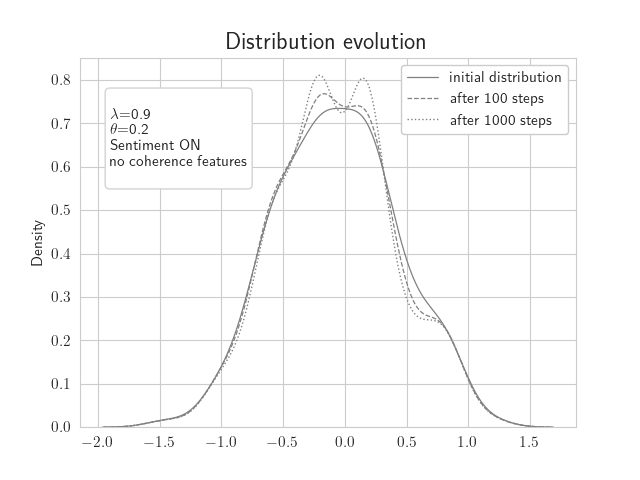 Distribution evolution
0.8
0.7
0.6
0.5
0.4
0.3
0.2
0.1
0.0
Density
λ=0.9
θ=0.2
Sentiment ON
no coherence features
initial distribution
after 100 steps
after 1000 steps
−2.0 −1.5 −1.0 −0.5 0.0 0.5 1.0 1.5